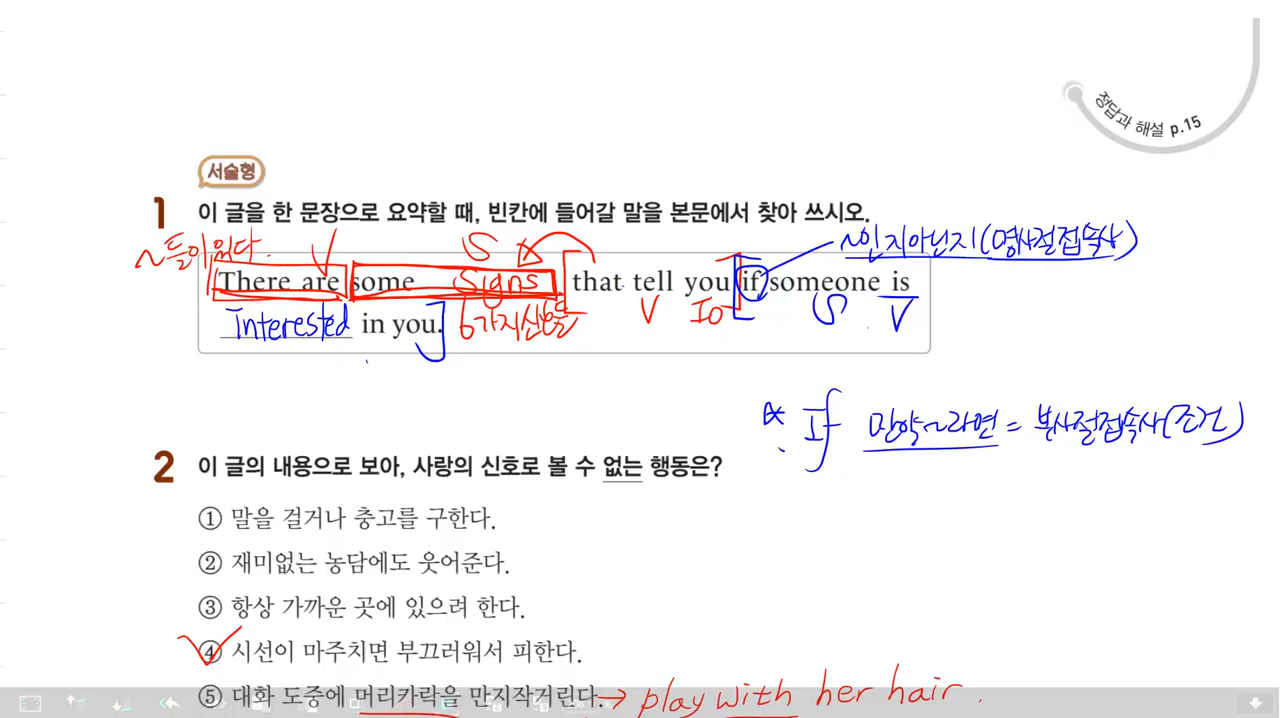 정답과 해설 p.15
서술형
1 이 글을 한 문장으로 요약할 때, 빈칸에 들어갈 말을 본문에서 찾아 쓰시오.
~들이 있다. V S ~인지아닌지(명사절접속사)
There are some signs that tell you if someone is
V IO S V
interested in you. 6가지신호들
* If 만약~라면 = 부사절접속사(조건)
2 이 글의 내용으로 보아, 사랑의 신호로 볼 수 없는 행동은?
① 말을 걸거나 충고를 구한다.
② 재미없는 농담에도 웃어준다.
③ 항상 가까운 곳에 있으려 한다.
④ 시선이 마주치면 부끄러워서 피한다.
⑤ 대화 도중에 머리카락을 만지작거린다. → play with her hair.